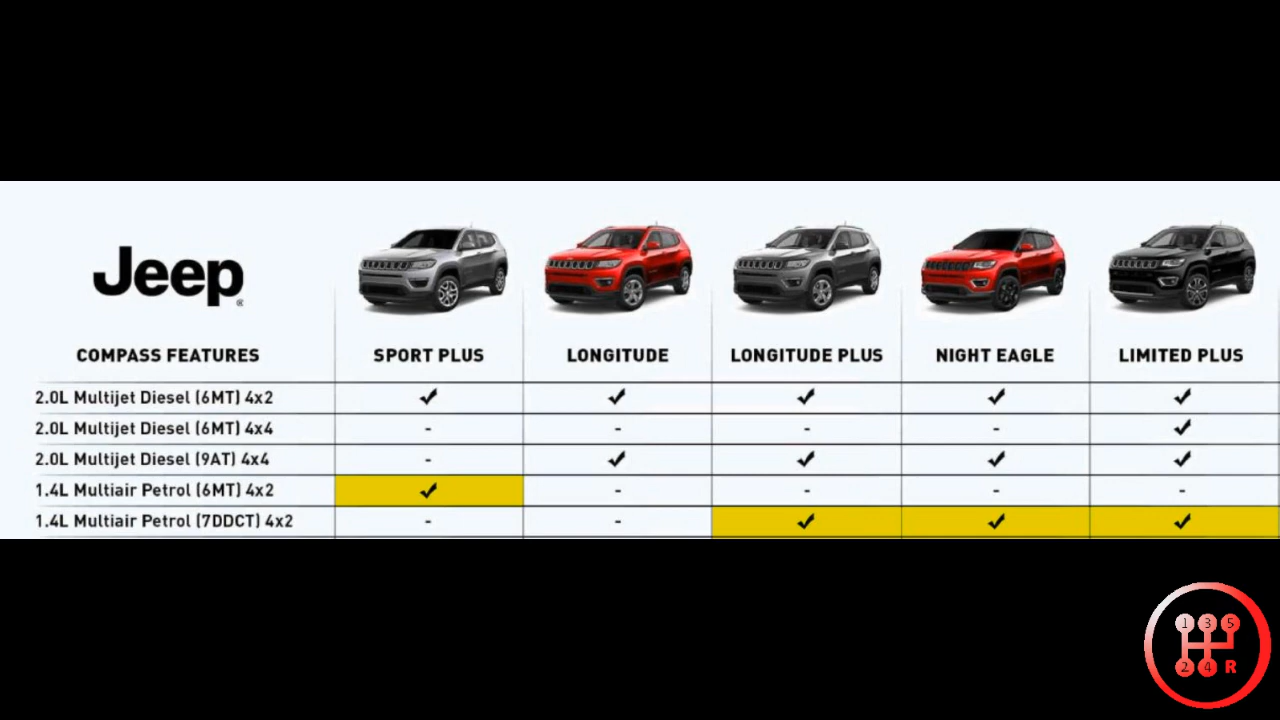 Jeep®
COMPASS FEATURES SPORT PLUS LONGITUDE LONGITUDE PLUS NIGHT EAGLE LIMITED PLUS
2.0L Multijet Diesel (6MT) 4x2 ✓ ✓ ✓ ✓ ✓
2.0L Multijet Diesel (6MT) 4x4 - - - - ✓
2.0L Multijet Diesel (9AT) 4x4 - ✓ ✓ ✓ ✓
1.4L Multiair Petrol (6MT) 4x2 ✓ - - - -
1.4L Multiair Petrol (7DDCT) 4x2 - - ✓ ✓ ✓
1 3 5
2 4 R